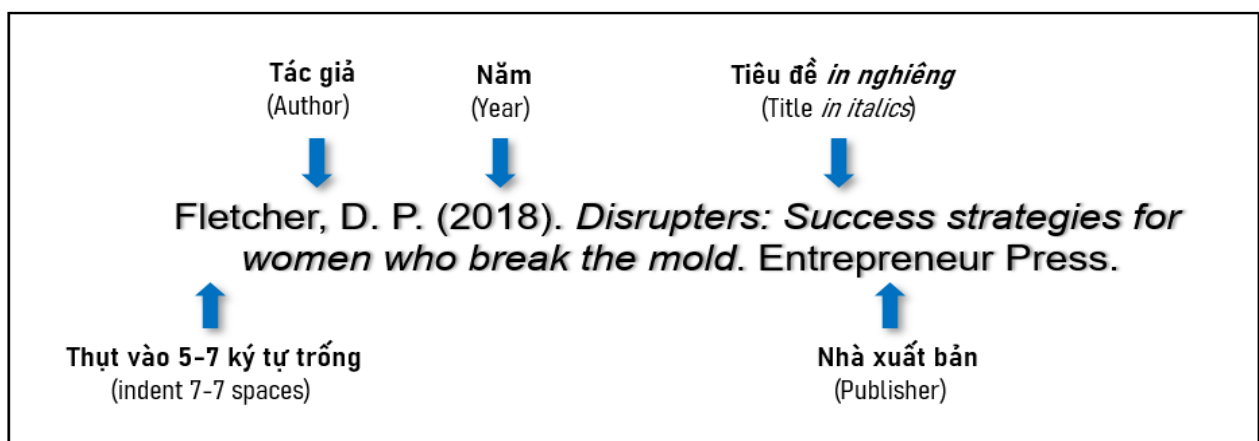 Tác giả
(Author)
Năm
(Year)
Tiêu đề in nghiêng
(Title in italics)
Fletcher, D. P. (2018). Disrupters: Success strategies for
women who break the mold. Entrepreneur Press.
Thụt vào 5-7 ký tự trống
(indent 7-7 spaces)
Nhà xuất bản
(Publisher)